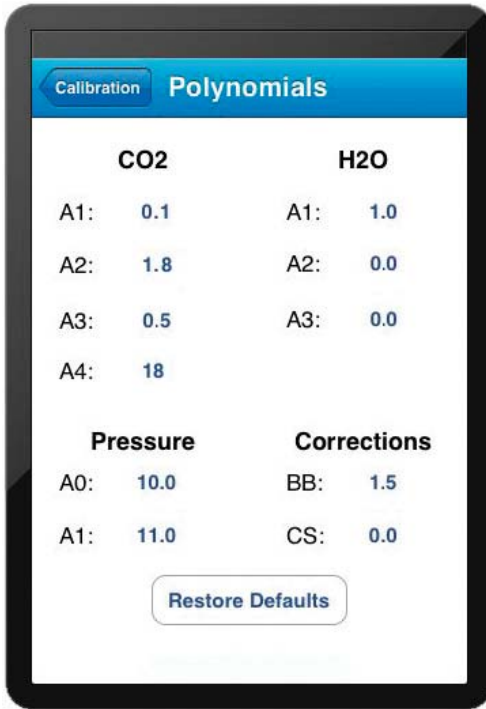 Calibration Polynomials
CO2 H2O
A1: 0.1 A1: 1.0
A2: 1.8 A2: 0.0
A3: 0.5 A3: 0.0
A4: 18
Pressure Corrections
A0: 10.0 BB: 1.5
A1: 11.0 CS: 0.0
Restore Defaults